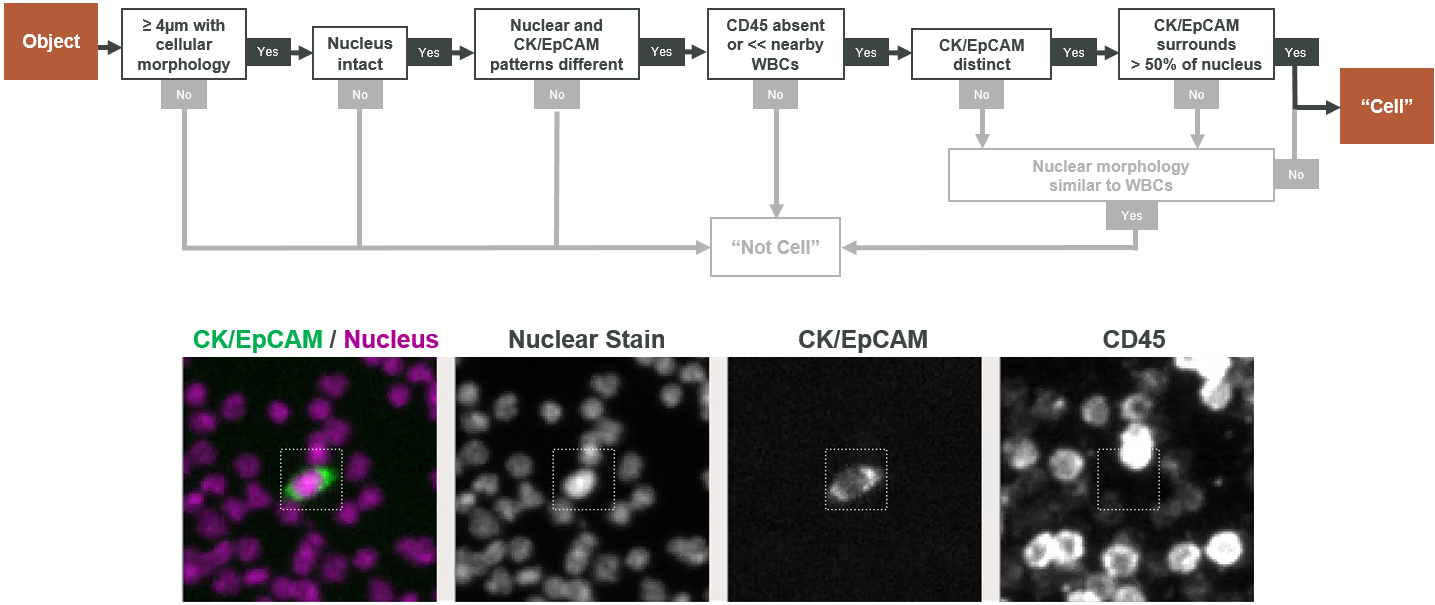 Object
≥ 4µm with
cellular
morphology
Yes
No
Nucleus
intact
Yes
No
Nuclear and
CK/EpCAM
patterns different
Yes
No
CD45 absent
or << nearby
WBCs
Yes
No
CK/EpCAM
distinct
Yes
No
CK/EpCAM
surrounds
> 50% of nucleus
Yes
No
“Cell”
Nuclear morphology
similar to WBCs
No
Yes
“Not Cell”
CK/EpCAM / Nucleus
Nuclear Stain
CK/EpCAM
CD45